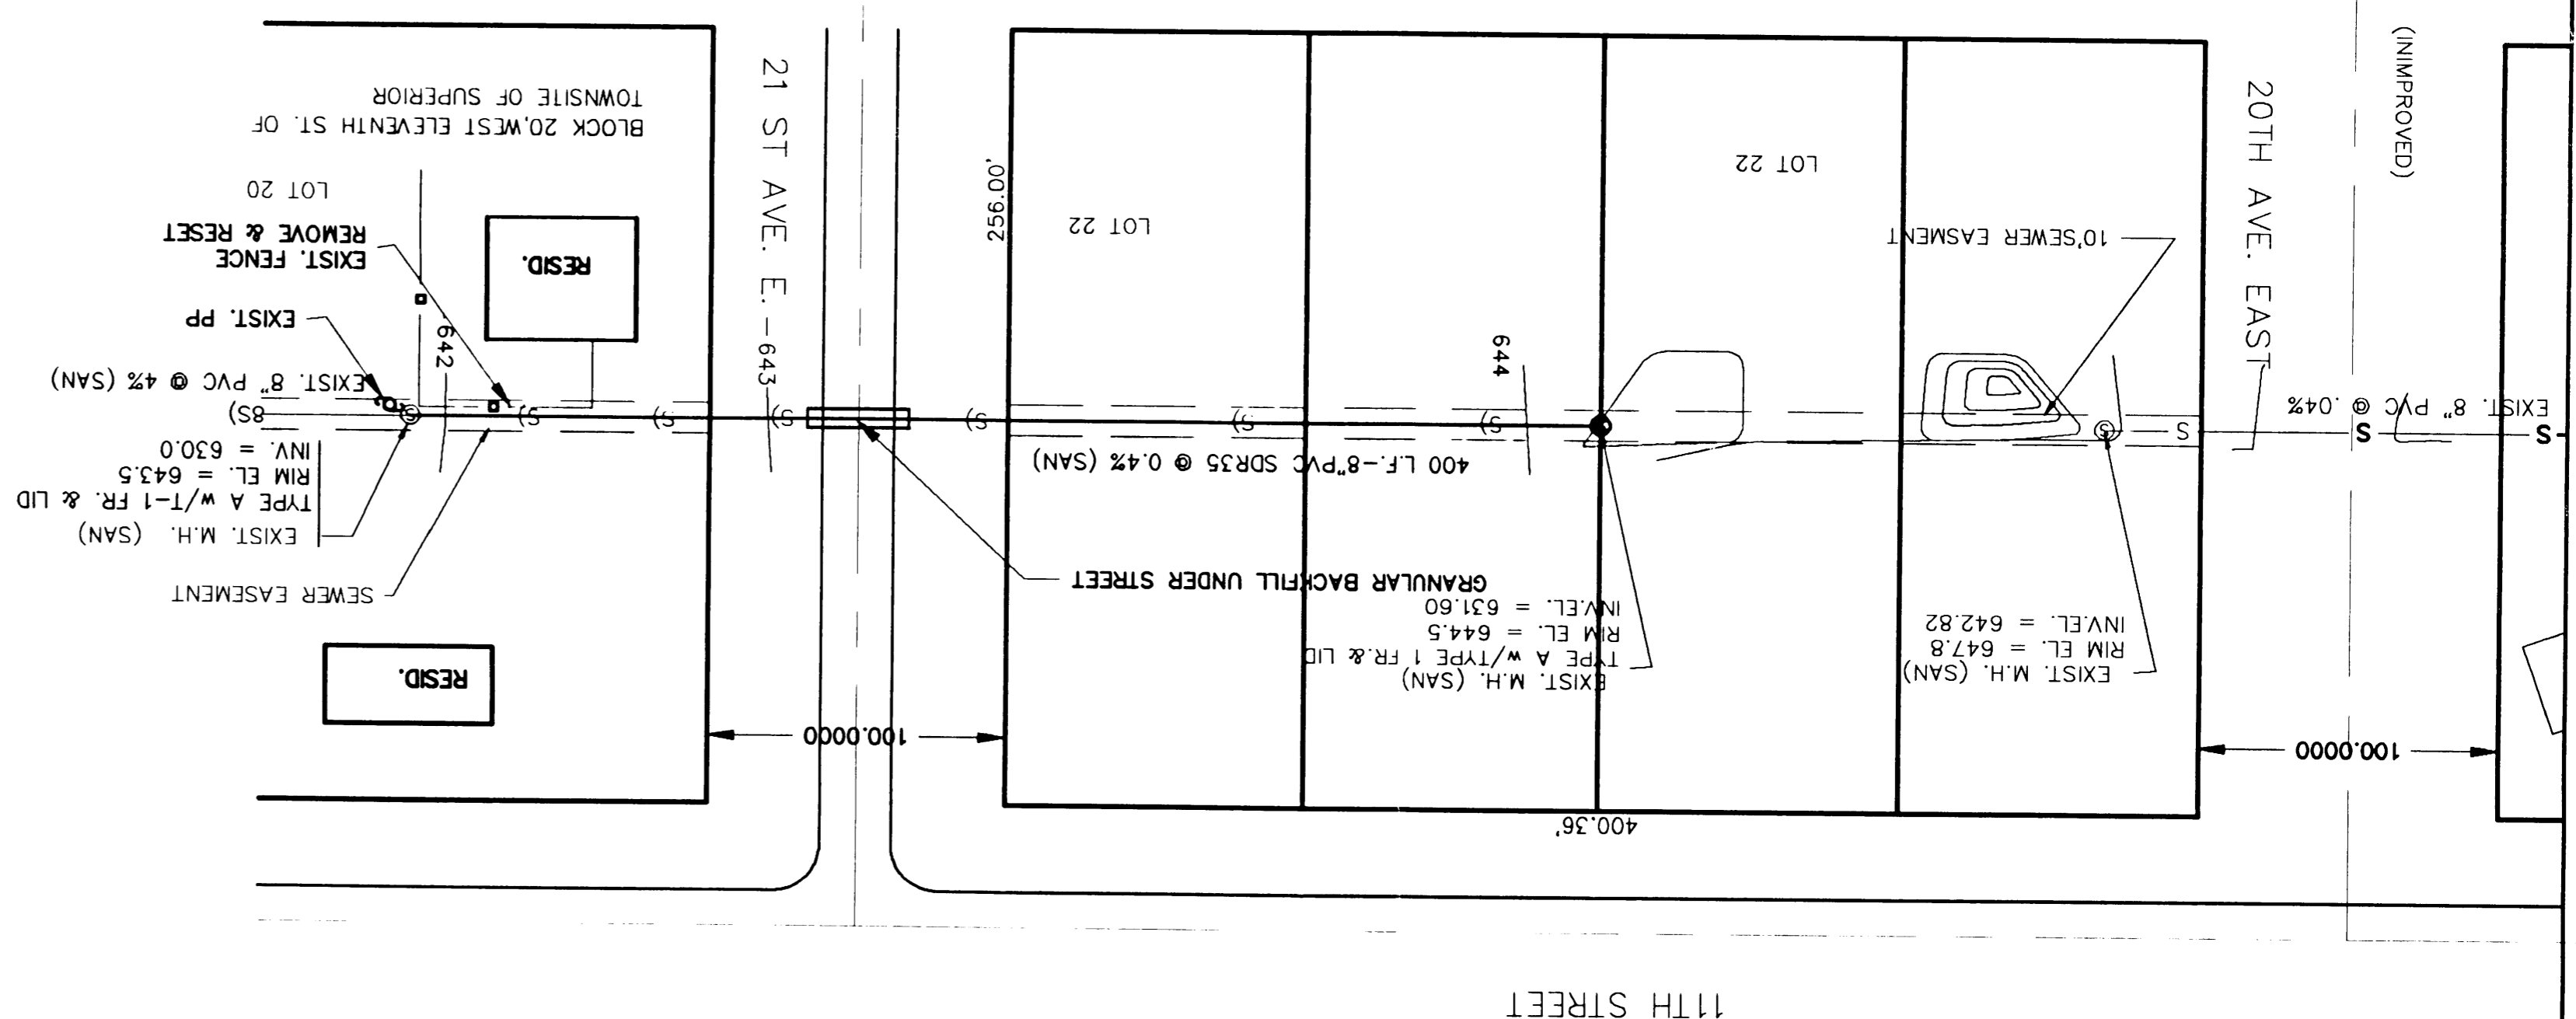 11TH STREET
400.36'
100.0000
100.0000
EXIST. M.H. (SAN)
RIM EL. = 647.8
INV.EL. = 642.82
EXIST. M.H. (SAN)
TYPE A W/TYPE 1 FR.& LID
RIM EL. = 644.5
INV.EL. = 631.60
GRANULAR BACKFILL UNDER STREET
RESID.
SEWER EASEMENT
EXIST. M.H. (SAN)
TYPE A W/T-1 FR. & LID
RIM EL. = 643.5
INV. = 630.0
400 L.F.-8"PVC SDR35 @ 0.4% (SAN)
EXIST. 8" PVC @ .04%
S
S
S
S
S)
S)
S)
S)
S)
S)
S
8S)
EXIST. 8" PVC @ 4% (SAN)
644
642
EXIST. PP
EXIST. FENCE
REMOVE & RESET
RESID.
10'SEWER EASMENT
20TH AVE. EAST
(INIMPROVED)
LOT 22
LOT 22
256.00'
21 ST AVE. E.
643
LOT 20
BLOCK 20,WEST ELEVENTH ST. OF
TOWNSITE OF SUPERIOR